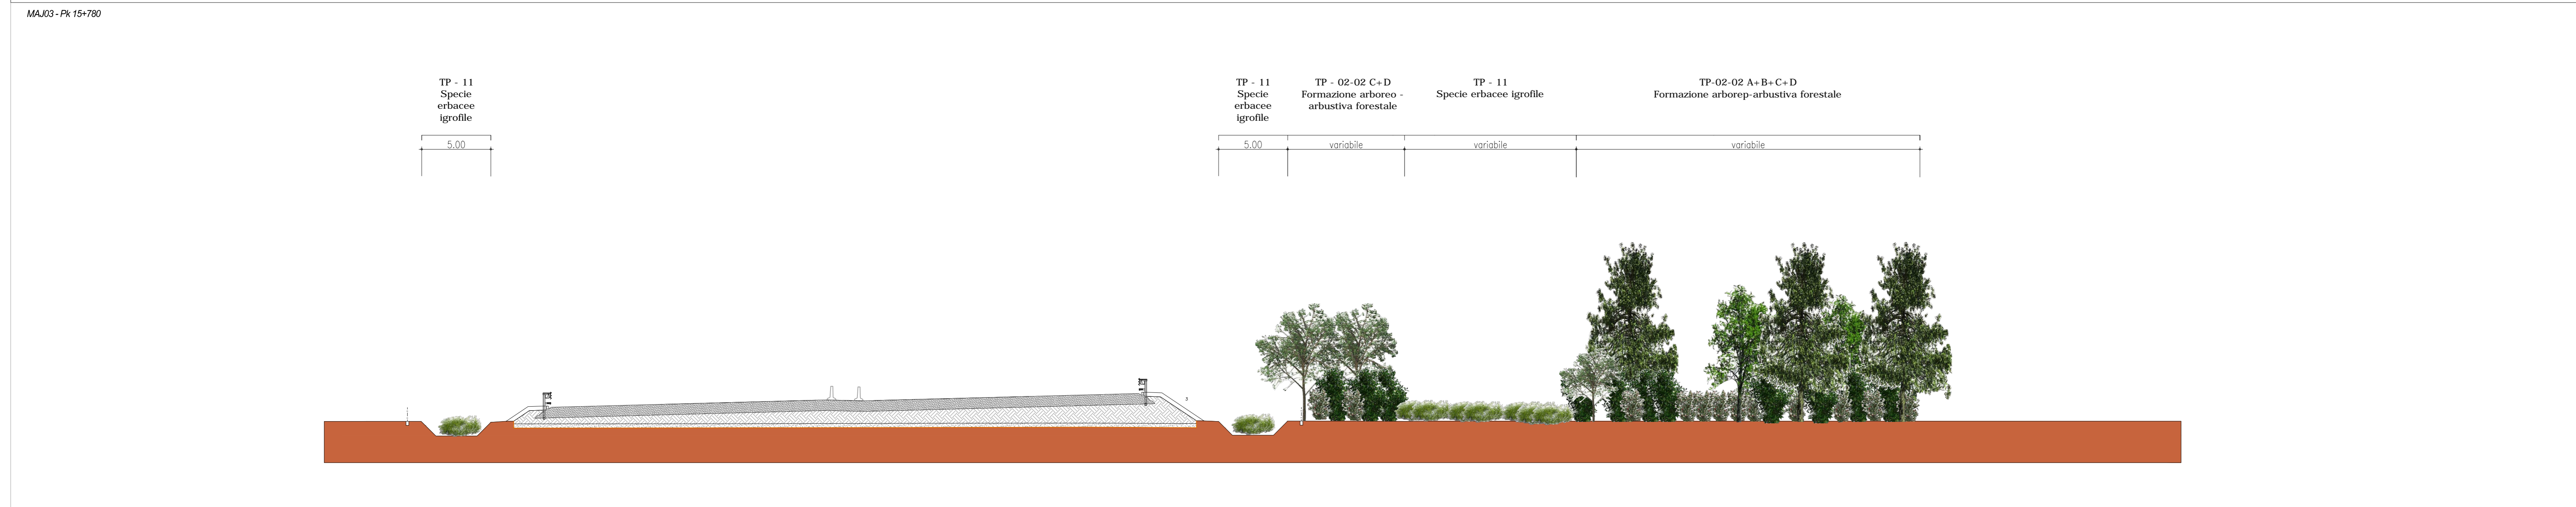 MAJ03 - Pk 15+780
TP - 11
Specie
erbacee
igrofile
5.00
TP - 11
Specie
erbacee
igrofile
5.00
TP - 02-02 C+D
Formazione arboreo -
arbustiva forestale
variabile
TP - 11
Specie erbacee igrofile
variabile
TP-02-02 A+B+C+D
Formazione arborep-arbustiva forestale
variabile